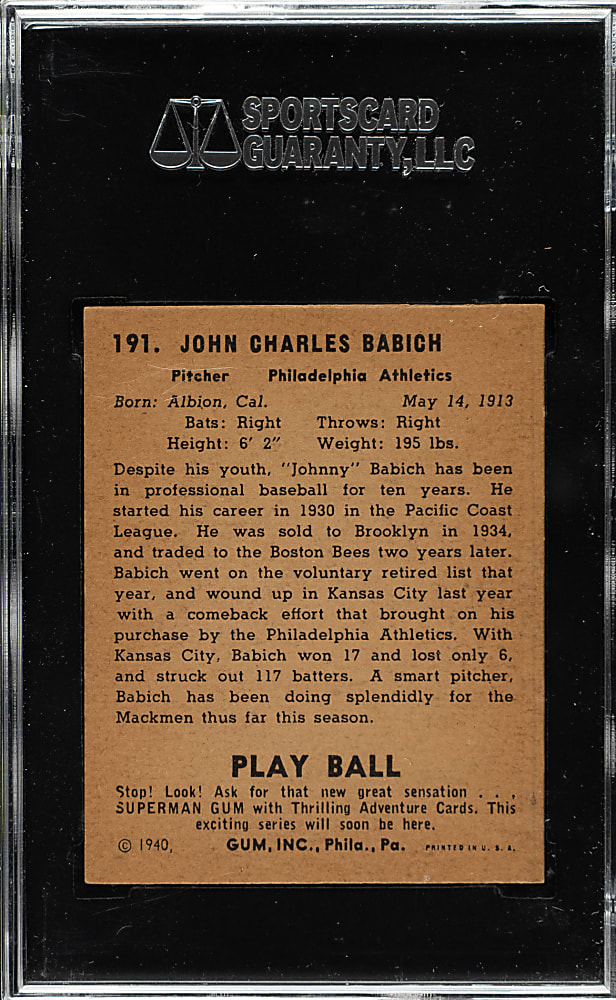 SPORTSCARD
GUARANTY, LLC
191. JOHN CHARLES BABICH
Pitcher Philadelphia Athletics
Born: Albion, Cal. May 14, 1913
Bats: Right Throws: Right
Height: 6' 2" Weight: 195 lbs.
Despite his youth, "Johnny" Babich has been
in professional baseball for ten years. He
started his career in 1930 in the Pacific Coast
League. He was sold to Brooklyn in 1934,
and traded to the Boston Bees two years later.
Babich went on the voluntary retired list that
year, and wound up in Kansas City last year
with a comeback effort that brought on his
purchase by the Philadelphia Athletics. With
Kansas City, Babich won 17 and lost only 6,
and struck out 117 batters. A smart pitcher,
Babich has been doing splendidly for the
Mackmen thus far this season.
PLAY BALL
Stop! Look! Ask for that new great sensation . . .
SUPERMAN GUM with Thrilling Adventure Cards. This
exciting series will soon be here.
© 1940, GUM, INC., Phila., Pa. PRINTED IN U. S. A.